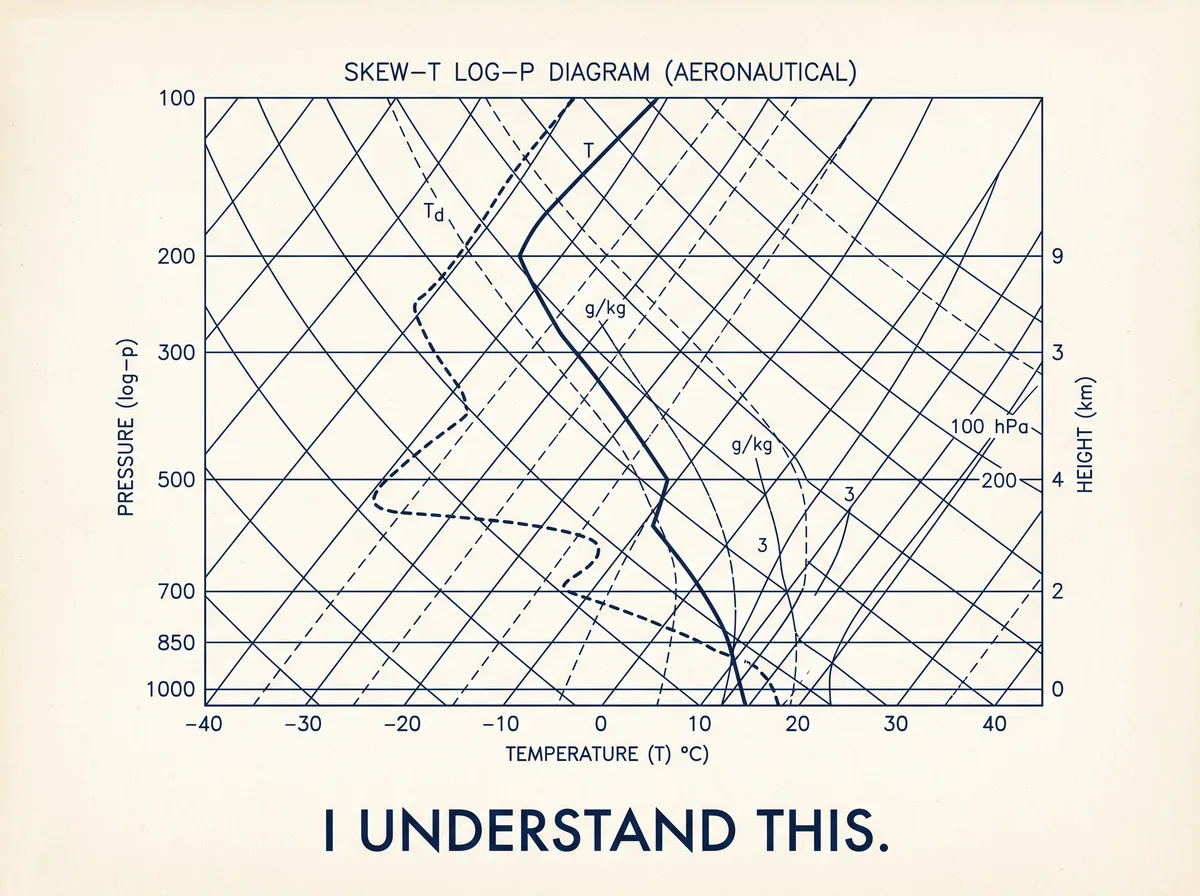 SKEW-T LOG-P DIAGRAM (AERONAUTICAL)
100
T
Td
200
9
g/kg
300
3
PRESSURE (log-p)
HEIGHT (km)
100 hPa
g/kg
500
200
4
3
3
700
2
850
1000
0
-40 -30 -20 -10 0 10 20 30 40
TEMPERATURE (T) °C)
I UNDERSTAND THIS.